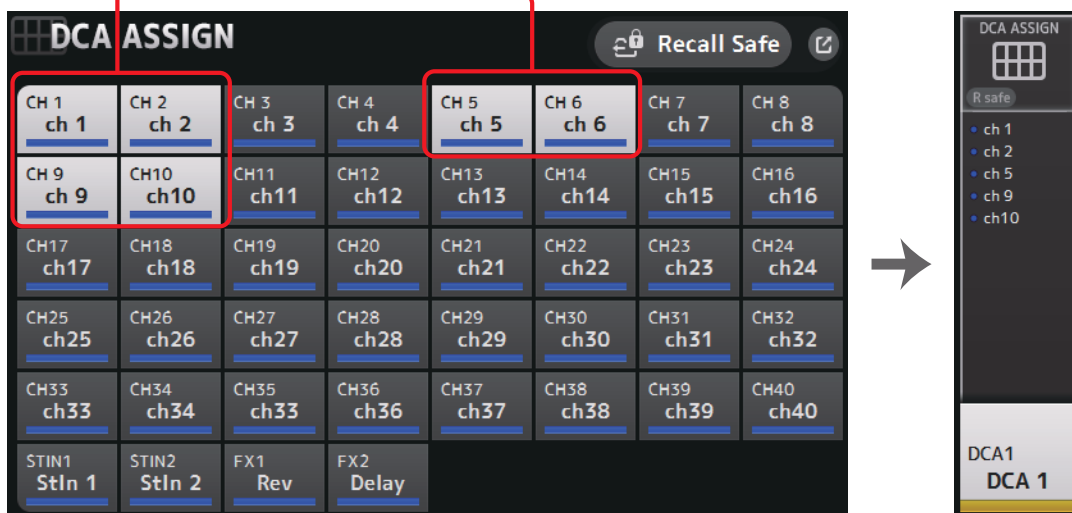 DCA ASSIGN Recall Safe
CH 1 CH 2 CH 3 CH 4 CH 5 CH 6 CH 7 CH 8
ch 1 ch 2 ch 3 ch 4 ch 5 ch 6 ch 7 ch 8
CH 9 CH10 CH11 CH12 CH13 CH14 CH15 CH16
ch 9 ch10 ch11 ch12 ch13 ch14 ch15 ch16
CH17 CH18 CH19 CH20 CH21 CH22 CH23 CH24
ch17 ch18 ch19 ch20 ch21 ch22 ch23 ch24
CH25 CH26 CH27 CH28 CH29 CH30 CH31 CH32
ch25 ch26 ch27 ch28 ch29 ch30 ch31 ch32
CH33 CH34 CH35 CH36 CH37 CH38 CH39 CH40
ch33 ch34 ch33 ch36 ch37 ch38 ch39 ch40
STIN1 STIN2 FX1 FX2
StIn 1 StIn 2 Rev Delay
DCA ASSIGN
R safe
ch 1
ch 2
ch 5
ch 9
ch10
DCA1
DCA 1